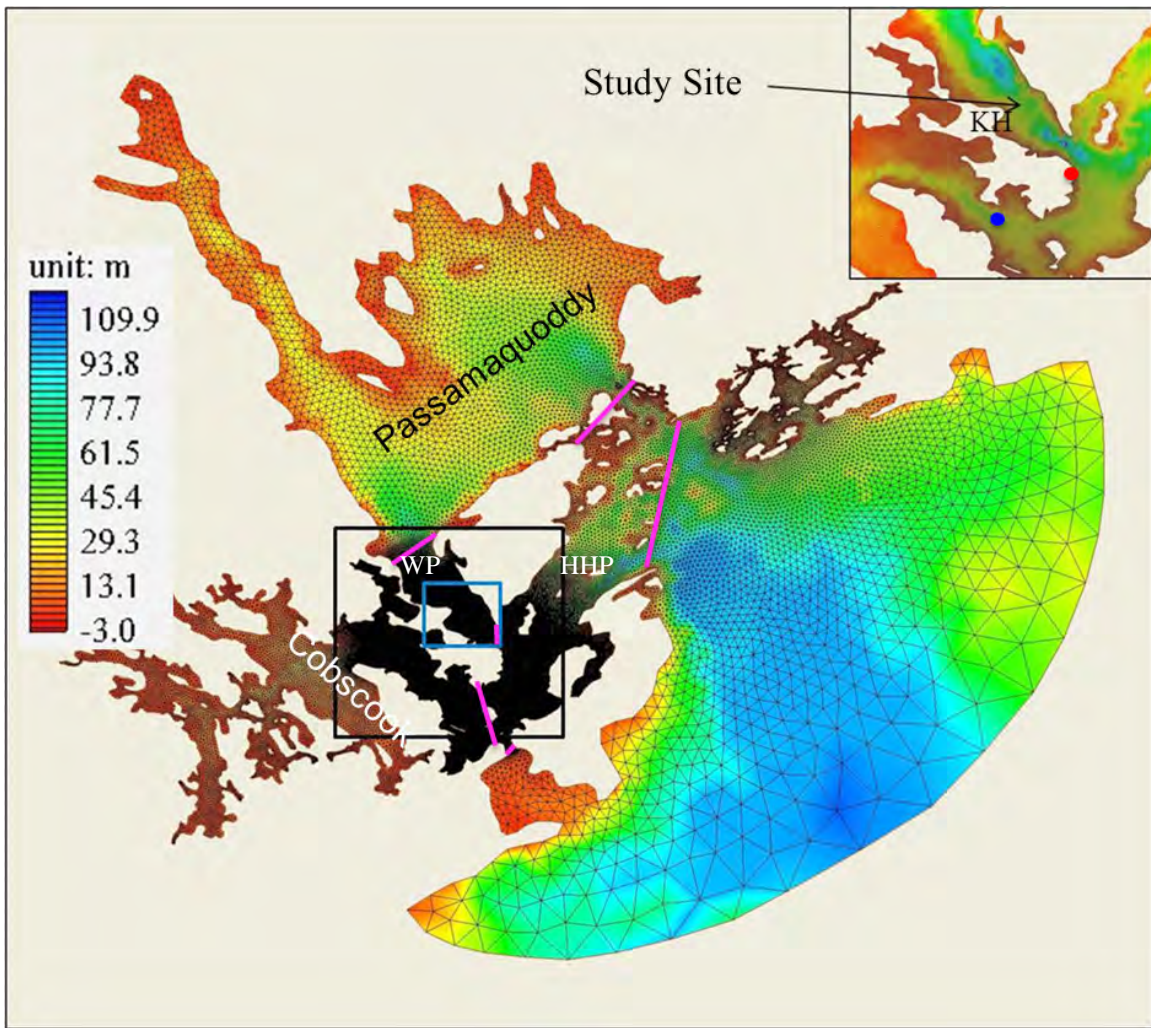 Study Site
KH
unit: m
109.9
93.8
77.7
61.5
45.4
29.3
13.1
-3.0
Passamaquoddy
WP
HHP
Cobscook